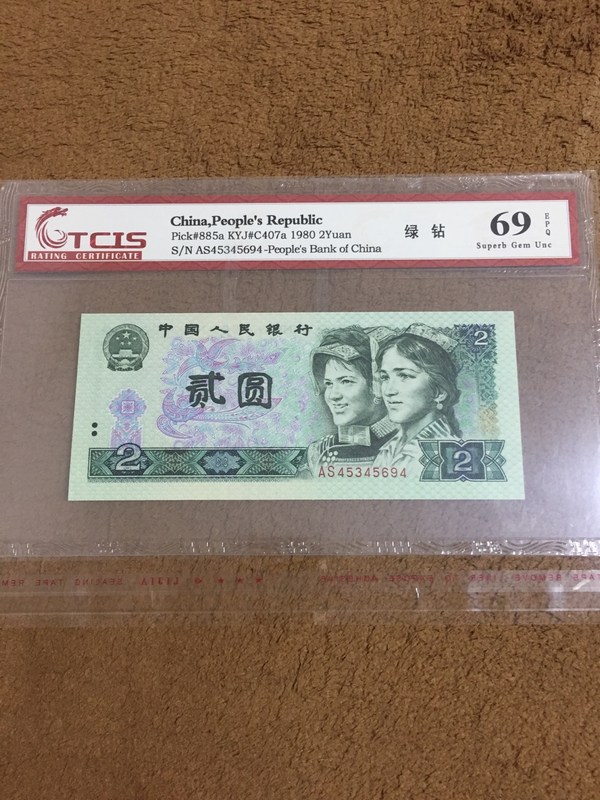 TCIS
RATING CERTIFICATE
China,People's Republic
Pick#885a KYJ#C407a 1980 2Yuan
S/N AS45345694-People's Bank of China
绿钻
69 EPQ
Superb Gem Unc
中国人民银行
2
贰圆
AS45345694
2
2